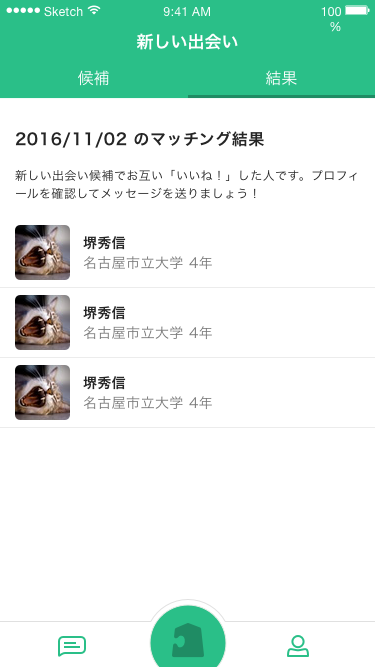 Sketch 9:41 AM 100
%
新しい出会い
候補 結果
2016/11/02 のマッチング結果
新しい出会い候補でお互い「いいね！」した人です。プロフィ
ールを確認してメッセージを送りましょう！
堺秀信
名古屋市立大学 4年
堺秀信
名古屋市立大学 4年
堺秀信
名古屋市立大学 4年